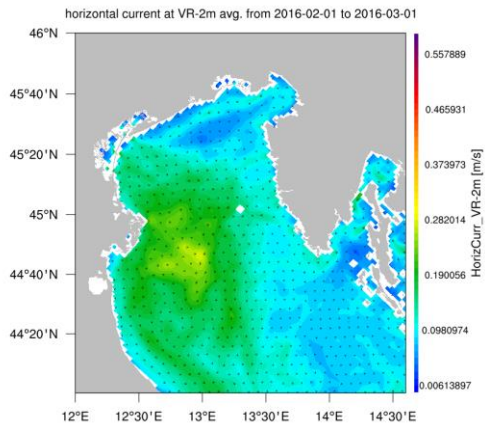 horizontal current at VR-2m avg. from 2016-02-01 to 2016-03-01
46°N
45°40'N
45°20'N
45°N
44°40'N
44°20'N
12°E
12°30'E
13°E
13°30'E
14°E
14°30'E
0.557889
0.465931
0.373973
0.282014
0.190056
0.0980974
0.00613897
HorizCurr_VR-2m [m/s]